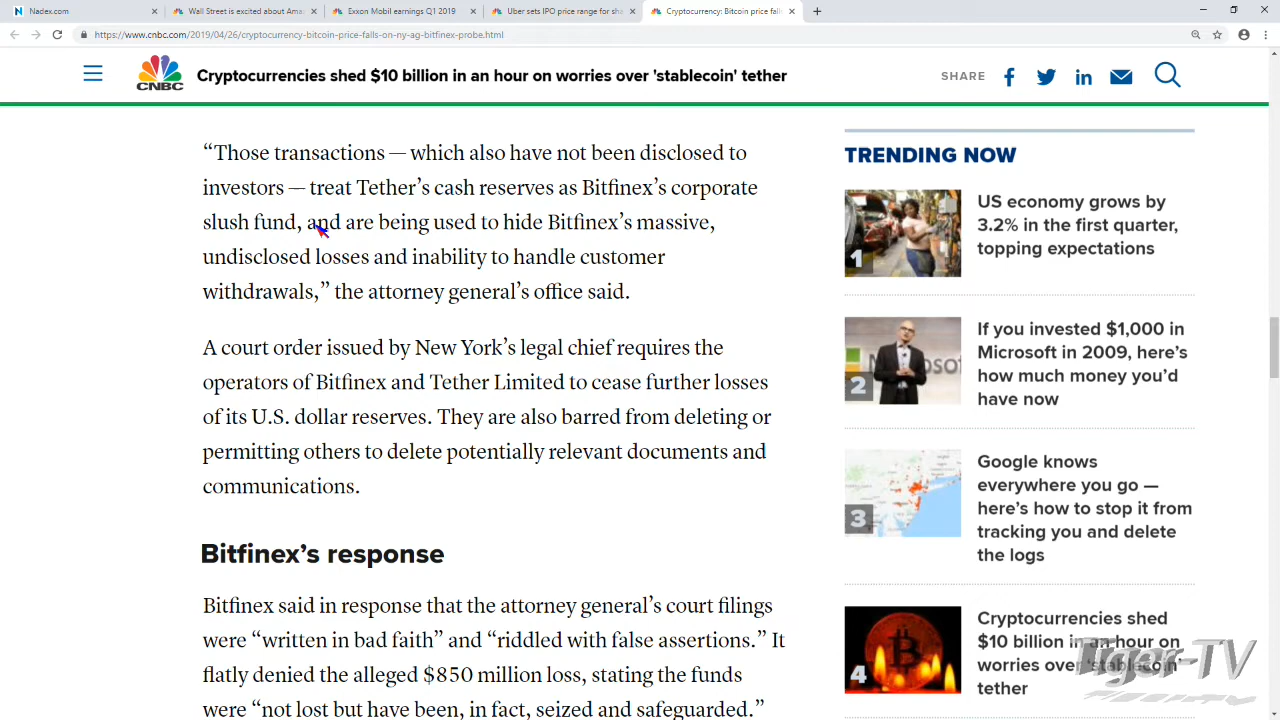 Nadex.com
Wall Street is excited about Ama
Exxon Mobil earnings Q1 2019
Uber sets IPO price range for sha
Cryptocurrency: Bitcoin price fall
https://www.cnbc.com/2019/04/26/cryptocurrency-bitcoin-price-falls-on-ny-ag-bitfinex-probe.html
CNBC
Cryptocurrencies shed $10 billion in an hour on worries over 'stablecoin' tether
SHARE
“Those transactions — which also have not been disclosed to
investors — treat Tether’s cash reserves as Bitfinex’s corporate
slush fund, and are being used to hide Bitfinex’s massive,
undisclosed losses and inability to handle customer
withdrawals,” the attorney general’s office said.
A court order issued by New York’s legal chief requires the
operators of Bitfinex and Tether Limited to cease further losses
of its U.S. dollar reserves. They are also barred from deleting or
permitting others to delete potentially relevant documents and
communications.
Bitfinex’s response
Bitfinex said in response that the attorney general’s court filings
were “written in bad faith” and “riddled with false assertions.” It
flatly denied the alleged $850 million loss, stating the funds
were “not lost but have been, in fact, seized and safeguarded.”
TRENDING NOW
1
US economy grows by
3.2% in the first quarter,
topping expectations
2
If you invested $1,000 in
Microsoft in 2009, here’s
how much money you’d
have now
3
Google knows
everywhere you go —
here’s how to stop it from
tracking you and delete
the logs
4
Cryptocurrencies shed
$10 billion in an hour on
worries over ‘stablecoin’
tether
Tiger-TV